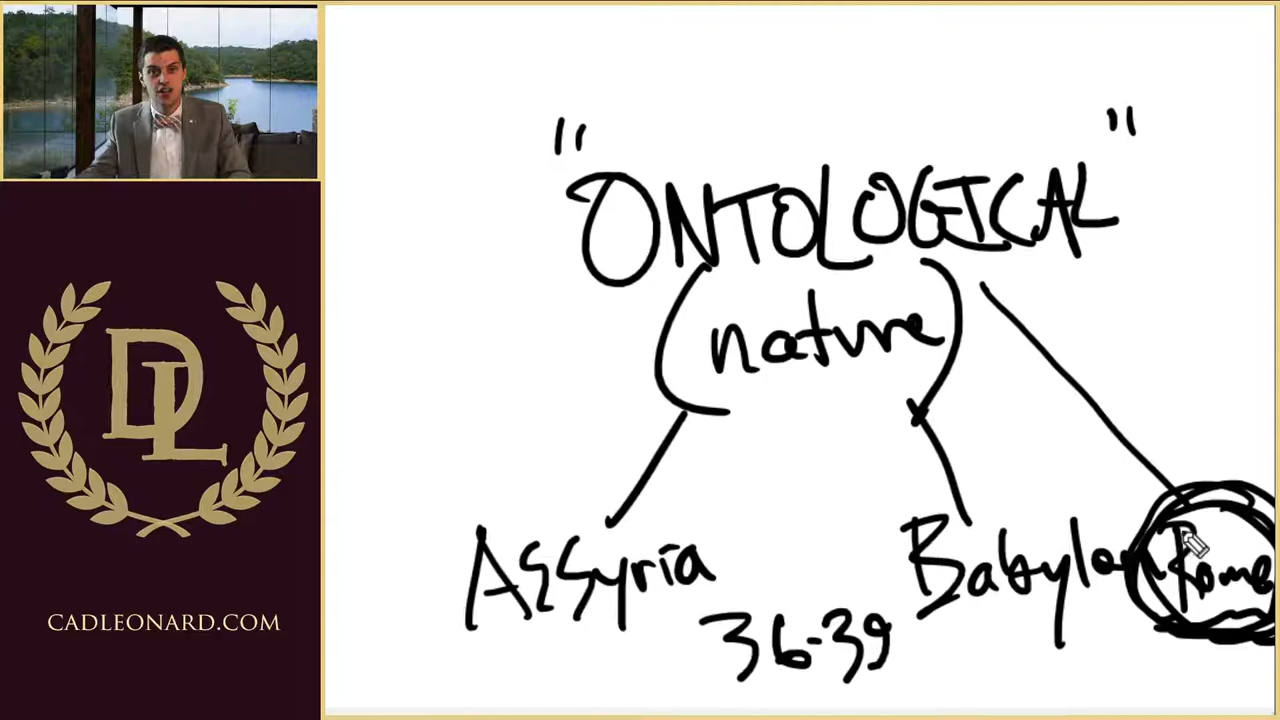 " ONTOLOGICAL "
(nature)
Assyria Babylon Rome
36-39
DL
CADLEONARD.COM